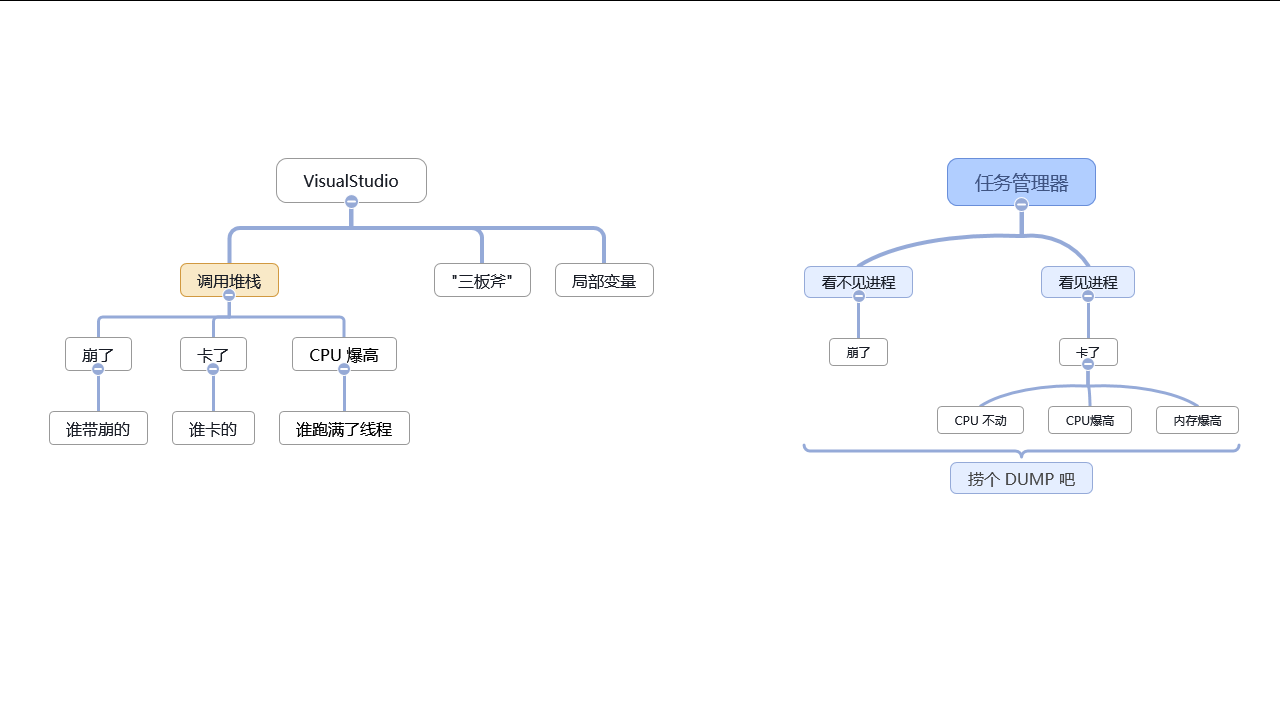 VisualStudio
调用堆栈
"三板斧"
局部变量
崩了
卡了
CPU 爆高
谁带崩的
谁卡的
谁跑满了线程
任务管理器
看不见进程
看见进程
崩了
卡了
CPU 不动
CPU爆高
内存爆高
捞个 DUMP 吧